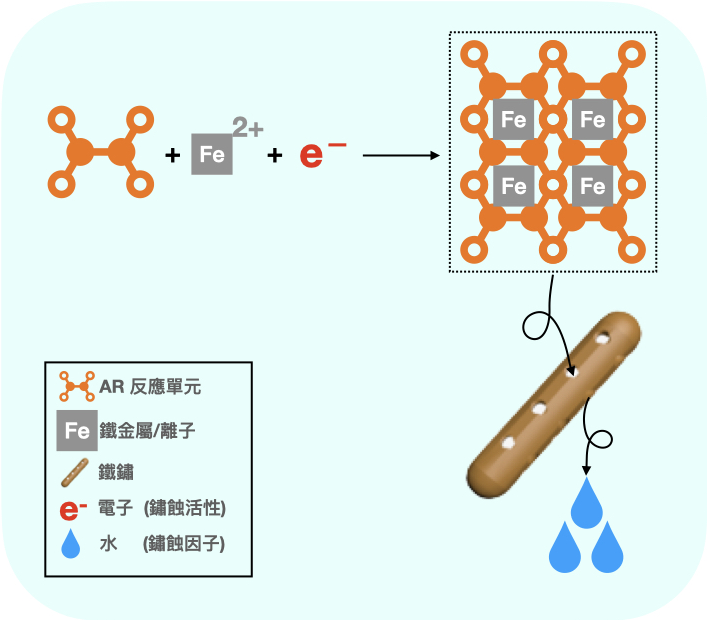 + Fe 2+ + e−
Fe Fe
Fe Fe
AR 反應單元
Fe 鐵金屬/離子
鐵鏽
e- 電子 (鏽蝕活性)
水 (鏽蝕因子)